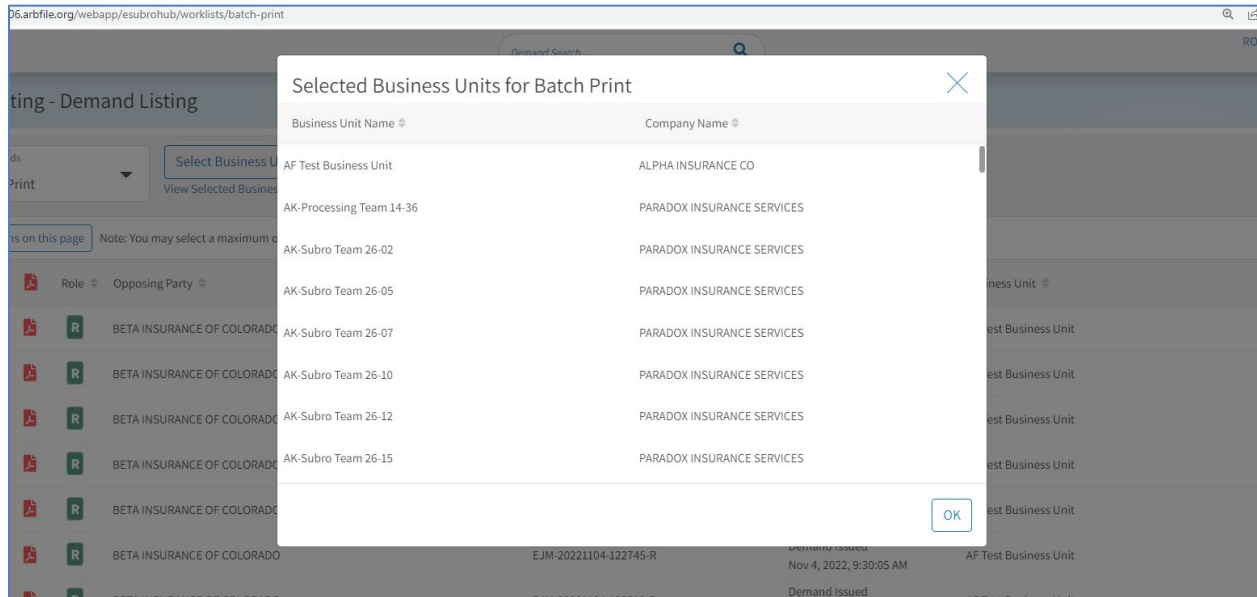 06.arbfile.org/webapp/esubrohub/worklists/batch-print
Demand Search
RO
ting - Demand Listing
Selected Business Units for Batch Print
Business Unit Name Company Name
ds
Print
Select Business U
View Selected Busines
AF Test Business Unit ALPHA INSURANCE CO
AK-Processing Team 14-36 PARADOX INSURANCE SERVICES
ns on this page Note: You may select a maximum o
AK-Subro Team 26-02 PARADOX INSURANCE SERVICES
Role Opposing Party iness Unit
AK-Subro Team 26-05 PARADOX INSURANCE SERVICES
R BETA INSURANCE OF COLORADO est Business Unit
AK-Subro Team 26-07 PARADOX INSURANCE SERVICES
R BETA INSURANCE OF COLORADO est Business Unit
AK-Subro Team 26-10 PARADOX INSURANCE SERVICES
R BETA INSURANCE OF COLORADO est Business Unit
AK-Subro Team 26-12 PARADOX INSURANCE SERVICES
R BETA INSURANCE OF COLORADO est Business Unit
AK-Subro Team 26-15 PARADOX INSURANCE SERVICES
R BETA INSURANCE OF COLORADO est Business Unit
OK
R BETA INSURANCE OF COLORADO EJM-20221104-122745-R Demand Issued AF Test Business Unit
Nov 4, 2022, 9:30:05 AM
Demand Issued